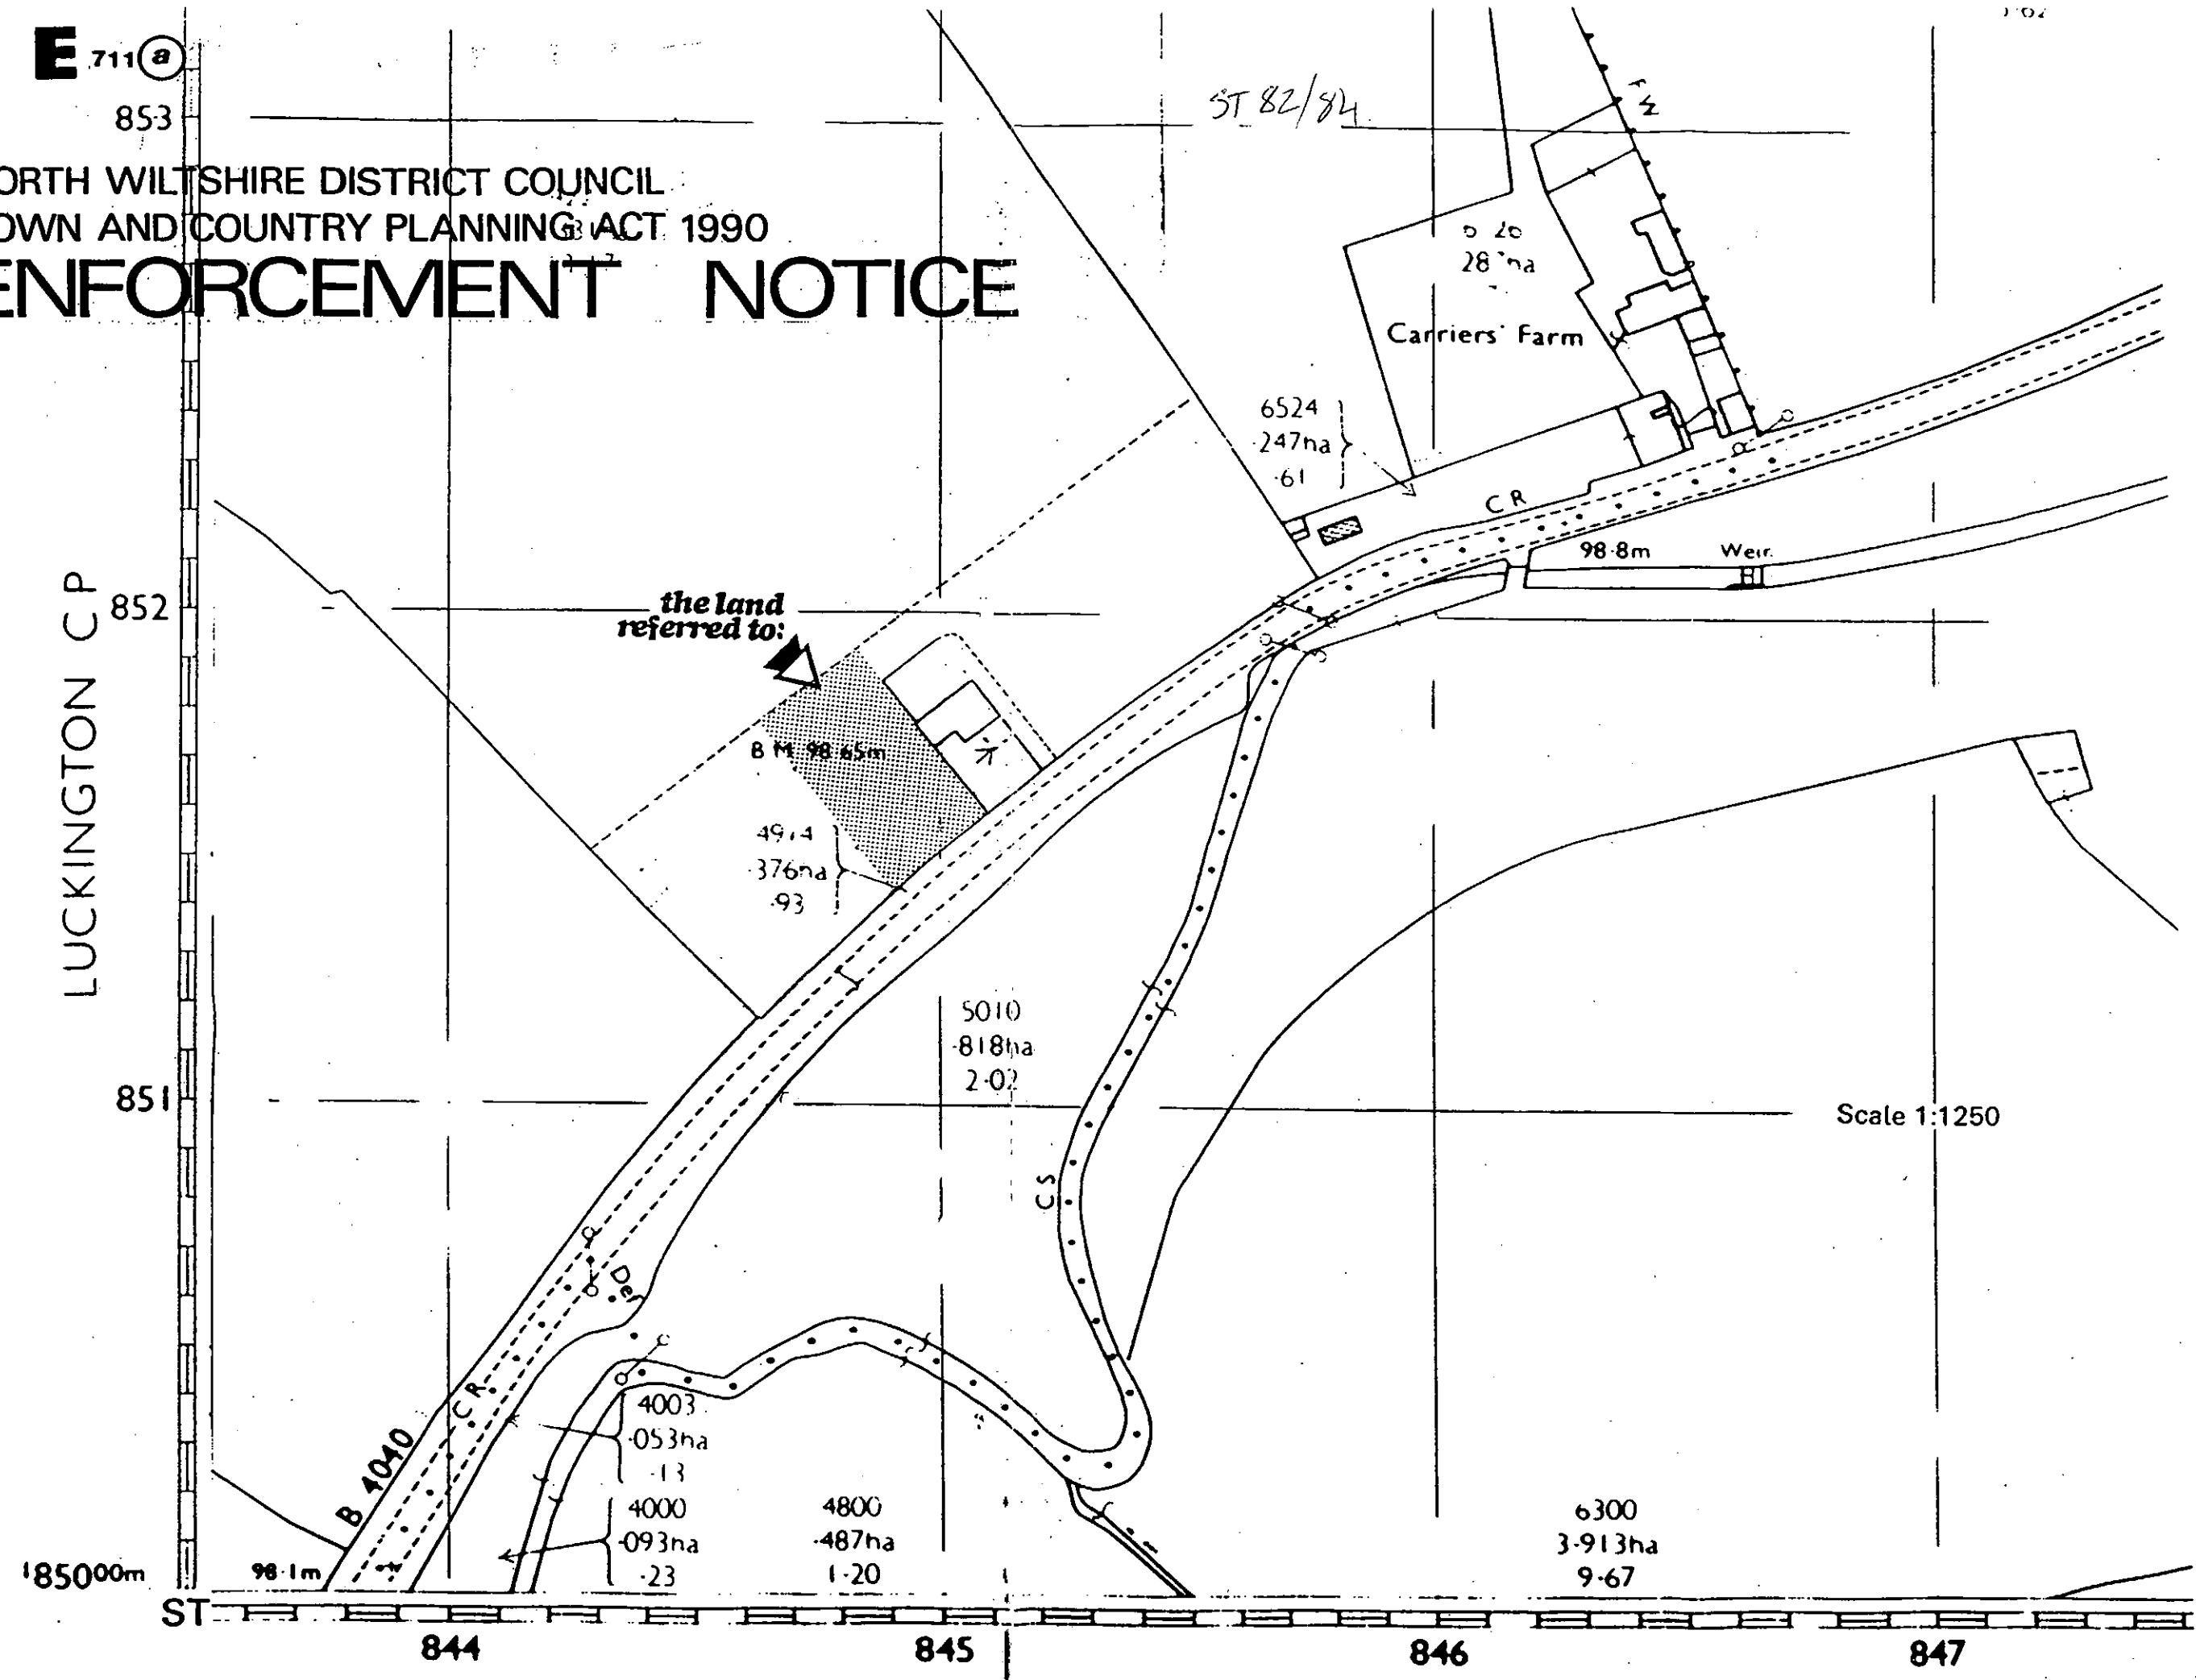 E 711 a
853
ST 82/84
ORTH WILTSHIRE DISTRICT COUNCIL
OWN AND COUNTRY PLANNING ACT 1990
ENFORCEMENT NOTICE
F W
Carriers' Farm
6524
·247ha
·61
C R
98·8m
Weir
LUCKINGTON C P
852
the land
referred to:
B M 98·65m
·376ha
·93
5010
·818ha
2·02
851
Scale 1:1250
C S
Def
C R
B 4040
4003
·053ha
·13
4000
·093ha
·23
4800
·487ha
1·20
6300
3·913ha
9·67
185000m
98·1m
ST
844
845
846
847